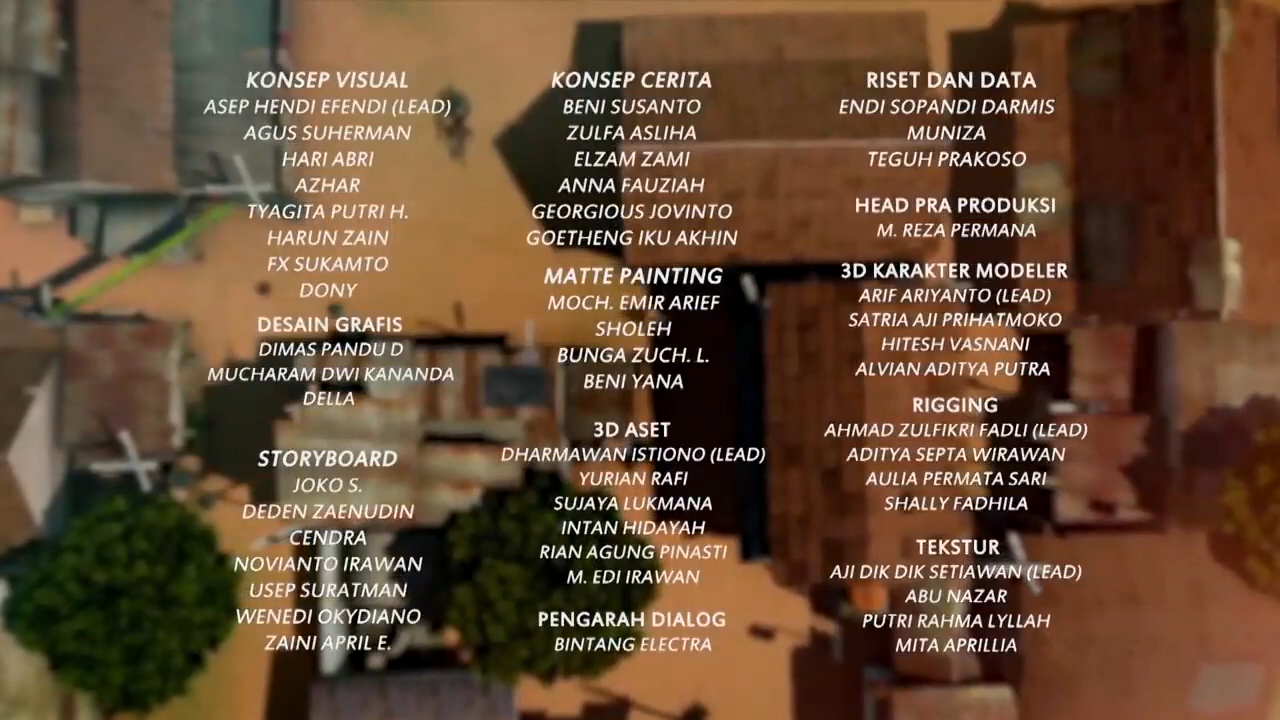 KONSEP VISUAL
ASEP HENDI EFENDI (LEAD)
AGUS SUHERMAN
HARI ABRI
AZHAR
TYAGITA PUTRI H.
HARUN ZAIN
FX SUKAMTO
DONY
DESAIN GRAFIS
DIMAS PANDU D
MUCHARAM DWI KANANDA
DELLA
STORYBOARD
JOKO S.
DEDEN ZAENUDIN
CENDRA
NOVIANTO IRAWAN
USEP SURATMAN
WENEDI OKYDIANO
ZAINI APRIL E.
KONSEP CERITA
BENI SUSANTO
ZULFA ASLIHA
ELZAM ZAMI
ANNA FAUZIAH
GEORGIOUS JOVINTO
GOETHENG IKU AKHIN
MATTE PAINTING
MOCH. EMIR ARIEF
SHOLEH
BUNGA ZUCH. L.
BENI YANA
3D ASET
DHARMAWAN ISTIONO (LEAD)
YURIAN RAFI
SUJAYA LUKMANA
INTAN HIDAYAH
RIAN AGUNG PINASTI
M. EDI IRAWAN
PENGARAH DIALOG
BINTANG ELECTRA
RISET DAN DATA
ENDI SOPANDI DARMIS
MUNIZA
TEGUH PRAKOSO
HEAD PRA PRODUKSI
M. REZA PERMANA
3D KARAKTER MODELER
ARIF ARIYANTO (LEAD)
SATRIA AJI PRIHATMOKO
HITESH VASNANI
ALVIAN ADITYA PUTRA
RIGGING
AHMAD ZULFIKRI FADLI (LEAD)
ADITYA SEPTA WIRAWAN
AULIA PERMATA SARI
SHALLY FADHILA
TEKSTUR
AJI DIK DIK SETIAWAN (LEAD)
ABU NAZAR
PUTRI RAHMA LYLLAH
MITA APRILLIA